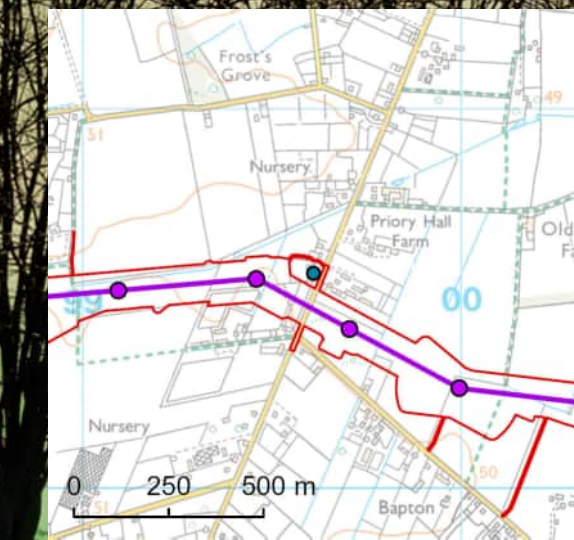 Frost's
Grove
49
51
Nursery
Priory Hall
Farm
Old
99
00
Nursery
50
0 250 500 m
51
Bapton